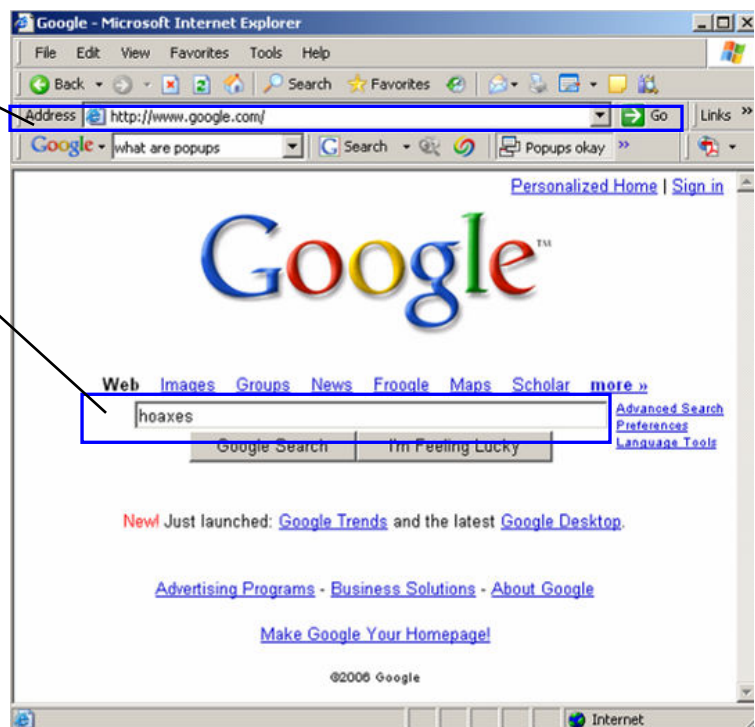 Google - Microsoft Internet Explorer
File Edit View Favorites Tools Help
Back Search Favorites
Address http://www.google.com/ Go Links »
Google what are popups G Search Popups okay »
Personalized Home | Sign in
Google™
Web Images Groups News Froogle Maps Scholar more »
hoaxes
Advanced Search
Preferences
Language Tools
Google Search I'm Feeling Lucky
New! Just launched: Google Trends and the latest Google Desktop.
Advertising Programs - Business Solutions - About Google
Make Google Your Homepage!
©2006 Google
Internet